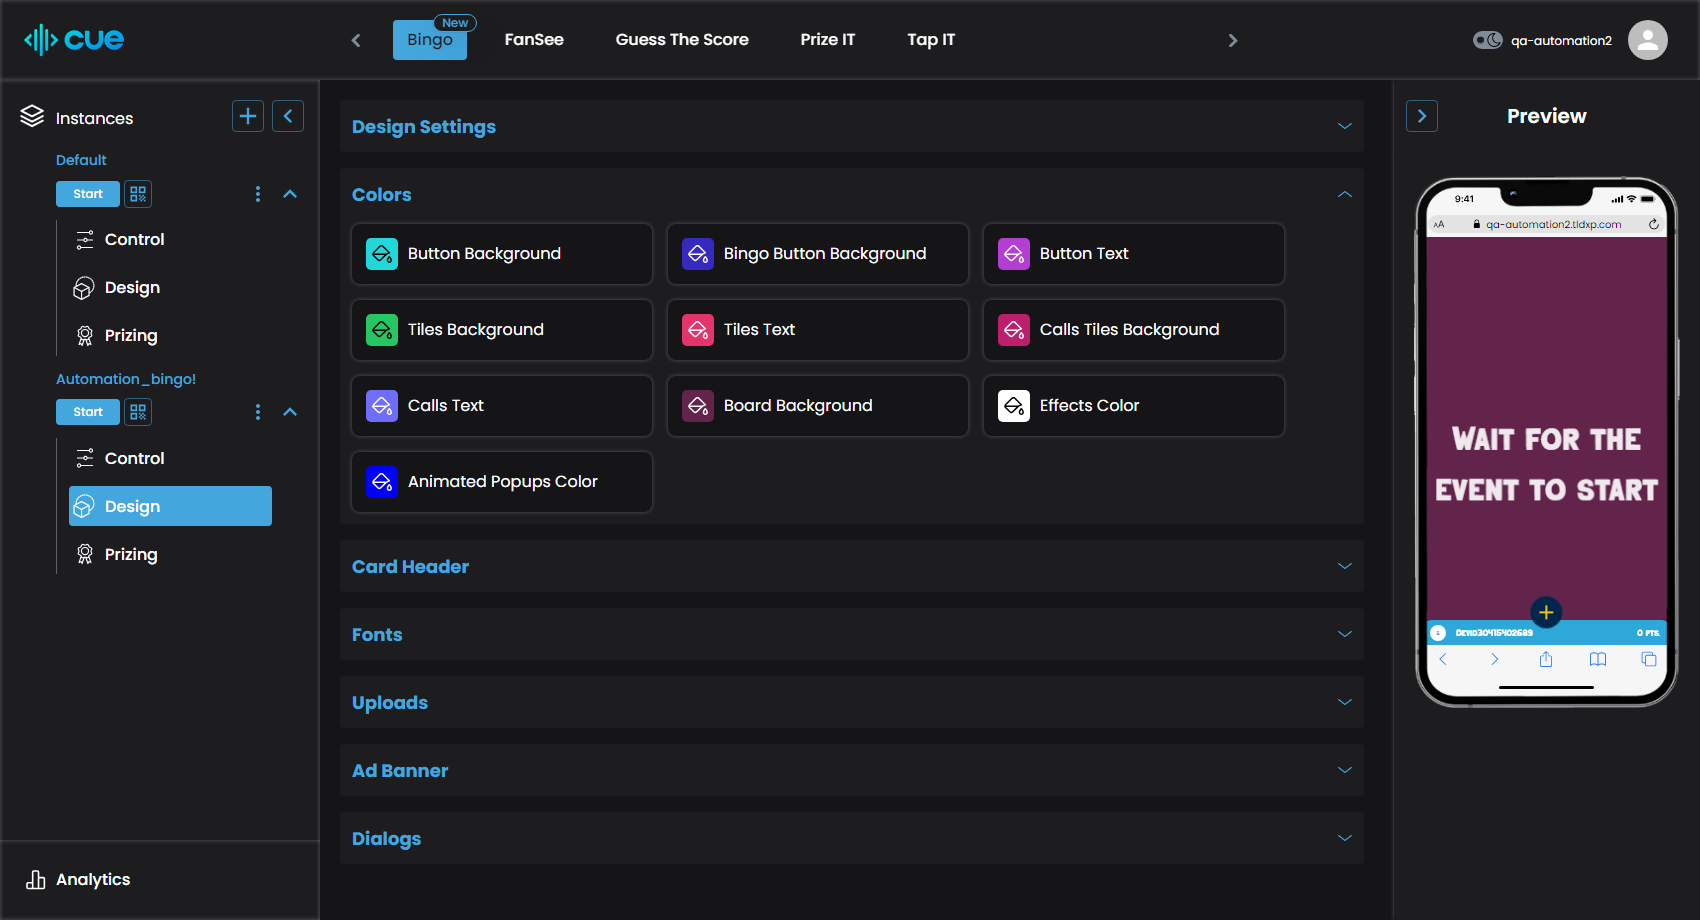 cue
Bingo
New
FanSee
Guess The Score
Prize IT
Tap IT
qa-automation2
Instances
Default
Start
Control
Design
Prizing
Automation_bingo!
Start
Control
Design
Prizing
Analytics
Design Settings
Colors
Button Background
Bingo Button Background
Button Text
Tiles Background
Tiles Text
Calls Tiles Background
Calls Text
Board Background
Effects Color
Animated Popups Color
Card Header
Fonts
Uploads
Ad Banner
Dialogs
Preview
9:41
AA
qa-automation2.tldxp.com
WAIT FOR THE
EVENT TO START
DEVID30415402689
0 PTS.